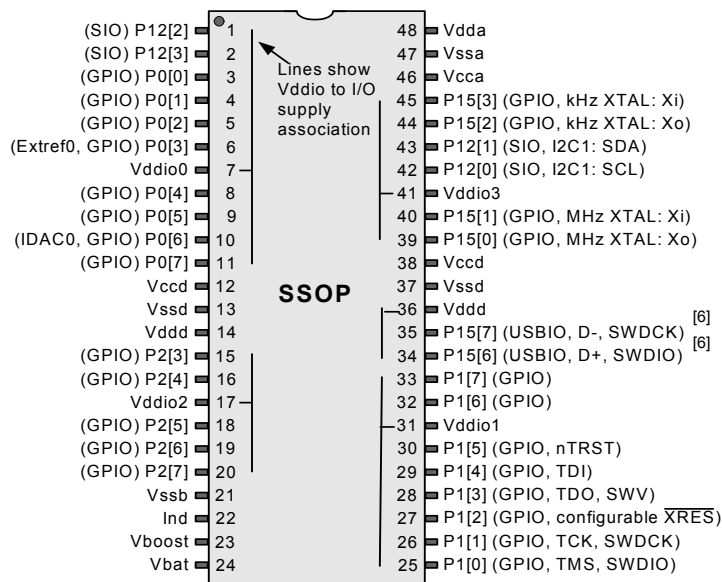 (SIO) P12[2] 1
(SIO) P12[3] 2
(GPIO) P0[0] 3
(GPIO) P0[1] 4
(GPIO) P0[2] 5
(Extref0, GPIO) P0[3] 6
Vddio0 7
(GPIO) P0[4] 8
(GPIO) P0[5] 9
(IDAC0, GPIO) P0[6] 10
(GPIO) P0[7] 11
Vccd 12
Vssd 13
Vddd 14
(GPIO) P2[3] 15
(GPIO) P2[4] 16
Vddio2 17
(GPIO) P2[5] 18
(GPIO) P2[6] 19
(GPIO) P2[7] 20
Vssb 21
Ind 22
Vboost 23
Vbat 24
Lines show
Vddio to I/O
supply
association
SSOP
48 Vdda
47 Vssa
46 Vcca
45 P15[3] (GPIO, kHz XTAL: Xi)
44 P15[2] (GPIO, kHz XTAL: Xo)
43 P12[1] (SIO, I2C1: SDA)
42 P12[0] (SIO, I2C1: SCL)
41 Vddio3
40 P15[1] (GPIO, MHz XTAL: Xi)
39 P15[0] (GPIO, MHz XTAL: Xo)
38 Vccd
37 Vssd
36 Vddd
35 P15[7] (USBIO, D-, SWDCK) [6]
34 P15[6] (USBIO, D+, SWDIO) [6]
33 P1[7] (GPIO)
32 P1[6] (GPIO)
31 Vddio1
30 P1[5] (GPIO, nTRST)
29 P1[4] (GPIO, TDI)
28 P1[3] (GPIO, TDO, SWV)
27 P1[2] (GPIO, configurable XRES)
26 P1[1] (GPIO, TCK, SWDCK)
25 P1[0] (GPIO, TMS, SWDIO)